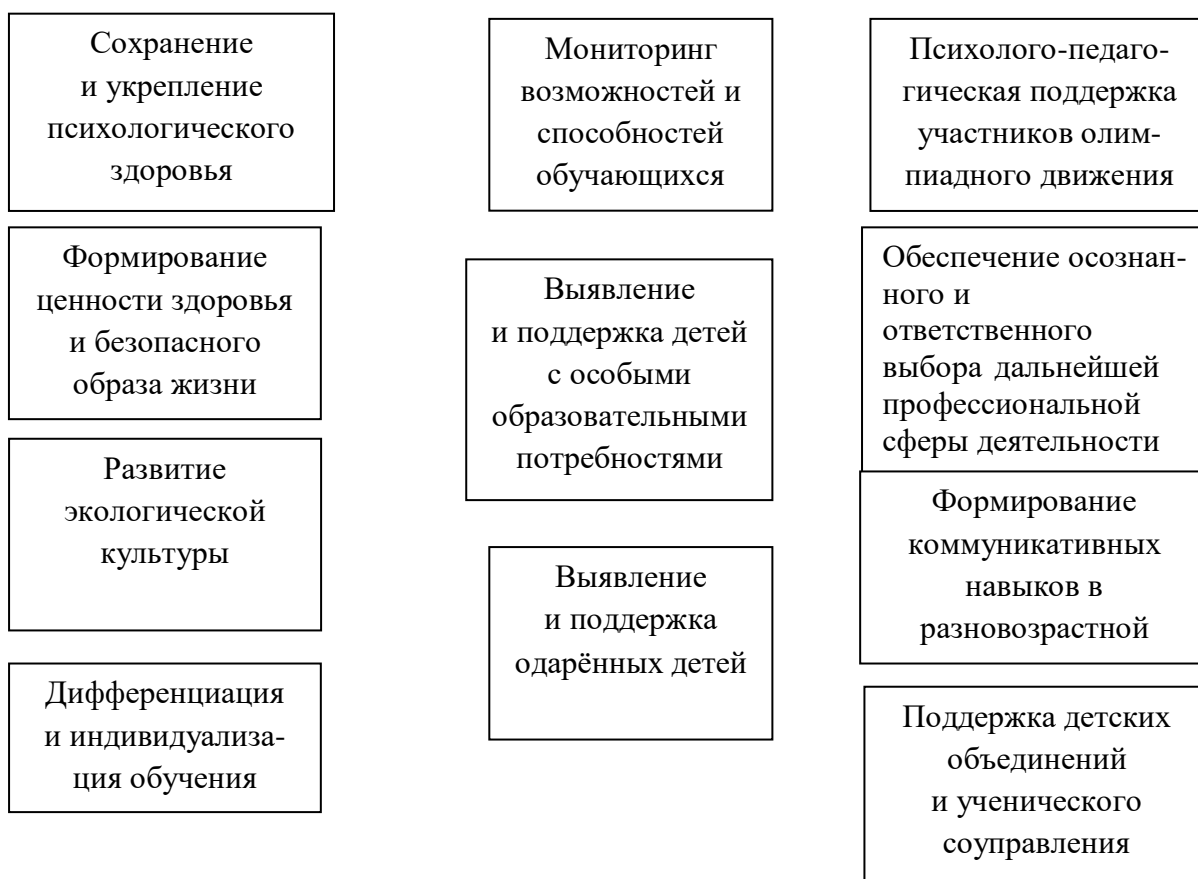 Сохранение
и укрепление
психологического
здоровья
Формирование
ценности здоровья
и безопасного
образа жизни
Развитие
экологической
культуры
Дифференциация
и индивидуализа-
ция обучения
Мониторинг
возможностей и
способностей
обучающихся
Выявление
и поддержка детей
с особыми
образовательными
потребностями
Выявление
и поддержка
одарённых детей
Психолого-педаго-
гическая поддержка
участников олим-
пиадного движения
Обеспечение осознан-
ного и
ответственного
выбора дальнейшей
профессиональной
сферы деятельности
Формирование
коммуникативных
навыков в
разновозрастной
Поддержка детских
объединений
и ученического
соуправления